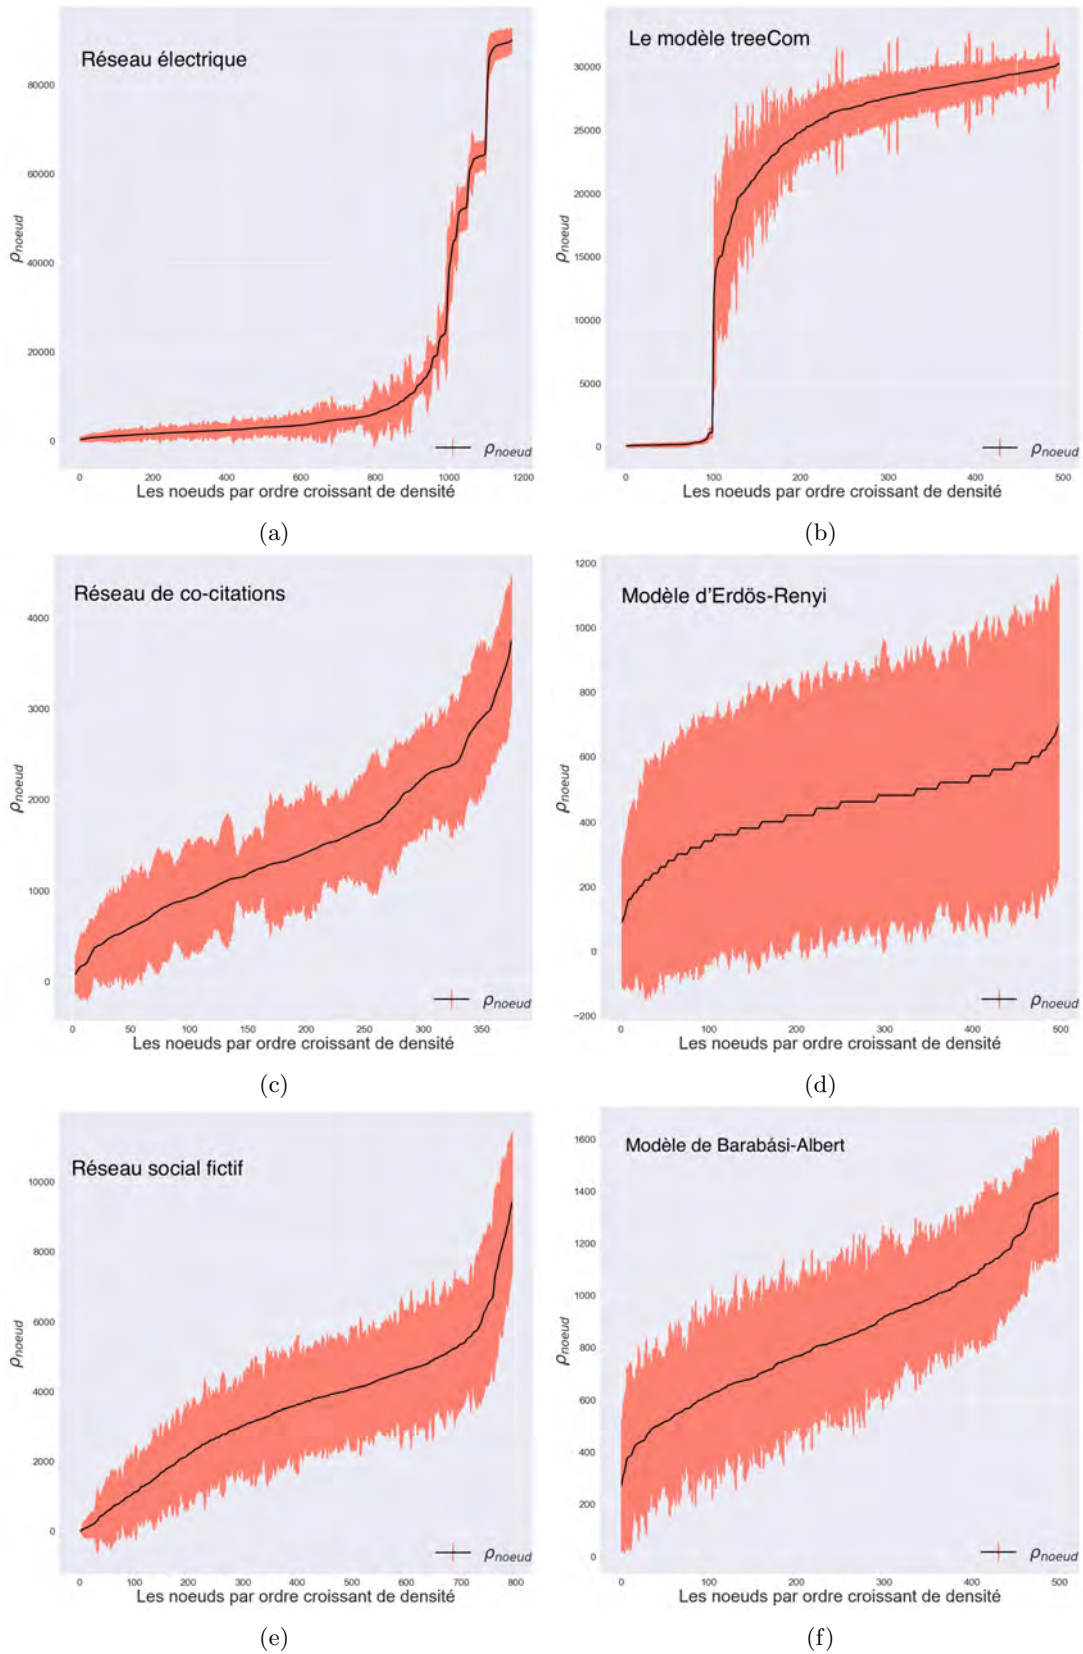 Réseau électrique
80000
60000
40000
20000
0
ρnoeud
0 200 400 600 800 1000 1200
ρnoeud
Les noeuds par ordre croissant de densité
(a)
Le modèle treeCom
30000
25000
20000
15000
10000
5000
0
ρnoeud
0 100 200 300 400 500
ρnoeud
Les noeuds par ordre croissant de densité
(b)
Réseau de co-citations
4000
3000
2000
1000
0
ρnoeud
0 50 100 150 200 250 300 350
ρnoeud
Les noeuds par ordre croissant de densité
(c)
Modèle d'Erdös-Renyi
1200
1000
800
600
400
200
0
−200
ρnoeud
0 100 200 300 400 500
ρnoeud
Les noeuds par ordre croissant de densité
(d)
Réseau social fictif
10000
8000
6000
4000
2000
0
ρnoeud
0 100 200 300 400 500 600 700 800
ρnoeud
Les noeuds par ordre croissant de densité
(e)
Modèle de Barabási-Albert
1600
1400
1200
1000
800
600
400
200
0
ρnoeud
0 100 200 300 400 500
ρnoeud
Les noeuds par ordre croissant de densité
(f)